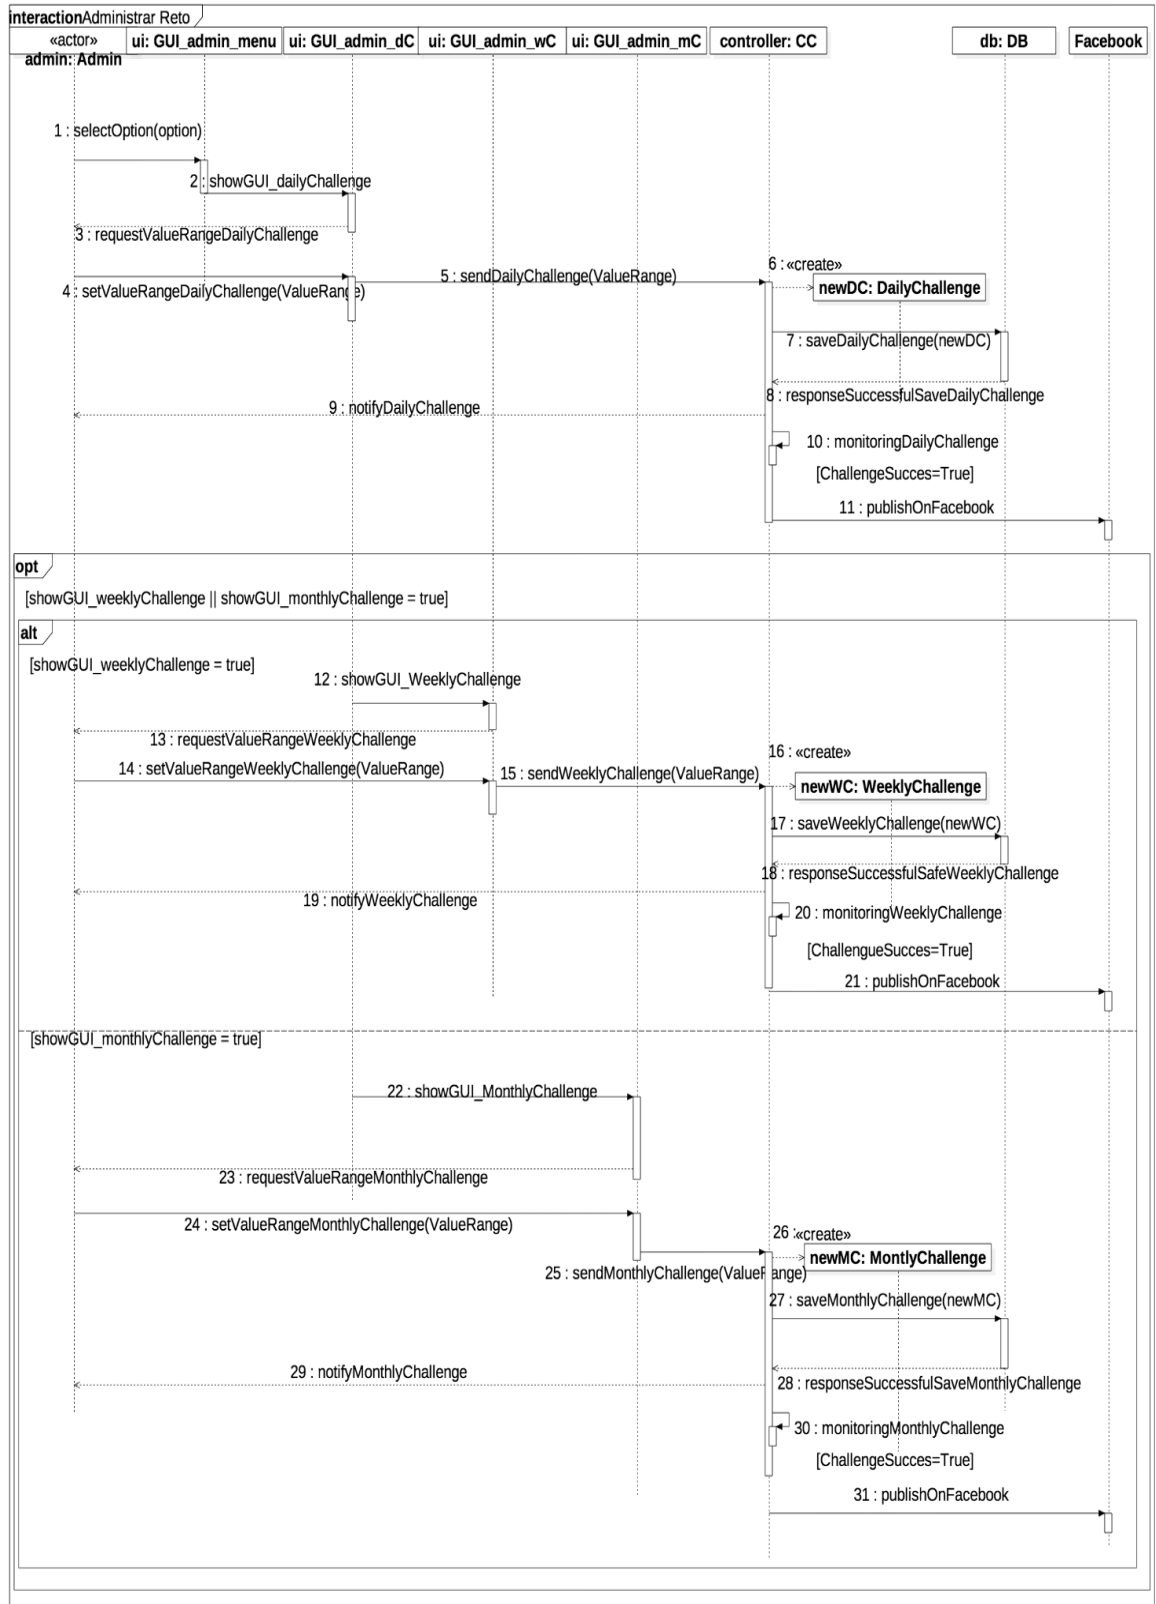 interactionAdministrar Reto
«actor»
admin: Admin
ui: GUI_admin_menu
ui: GUI_admin_dC
ui: GUI_admin_wC
ui: GUI_admin_mC
controller: CC
db: DB
Facebook
1 : selectOption(option)
2 : showGUI_dailyChallenge
3 : requestValueRangeDailyChallenge
4 : setValueRangeDailyChallenge(ValueRange)
5 : sendDailyChallenge(ValueRange)
6 : «create»
newDC: DailyChallenge
7 : saveDailyChallenge(newDC)
8 : responseSuccessfulSaveDailyChallenge
9 : notifyDailyChallenge
10 : monitoringDailyChallenge
[ChallengeSucces=True]
11 : publishOnFacebook
opt
[showGUI_weeklyChallenge || showGUI_monthlyChallenge = true]
alt
[showGUI_weeklyChallenge = true]
12 : showGUI_WeeklyChallenge
13 : requestValueRangeWeeklyChallenge
14 : setValueRangeWeeklyChallenge(ValueRange)
15 : sendWeeklyChallenge(ValueRange)
16 : «create»
newWC: WeeklyChallenge
17 : saveWeeklyChallenge(newWC)
18 : responseSuccessfulSafeWeeklyChallenge
19 : notifyWeeklyChallenge
20 : monitoringWeeklyChallenge
[ChallengueSucces=True]
21 : publishOnFacebook
[showGUI_monthlyChallenge = true]
22 : showGUI_MonthlyChallenge
23 : requestValueRangeMonthlyChallenge
24 : setValueRangeMonthlyChallenge(ValueRange)
25 : sendMonthlyChallenge(ValueRange)
26 : «create»
newMC: MontlyChallenge
27 : saveMonthlyChallenge(newMC)
28 : responseSuccessfulSaveMonthlyChallenge
29 : notifyMonthlyChallenge
30 : monitoringMonthlyChallenge
[ChallengeSucces=True]
31 : publishOnFacebook